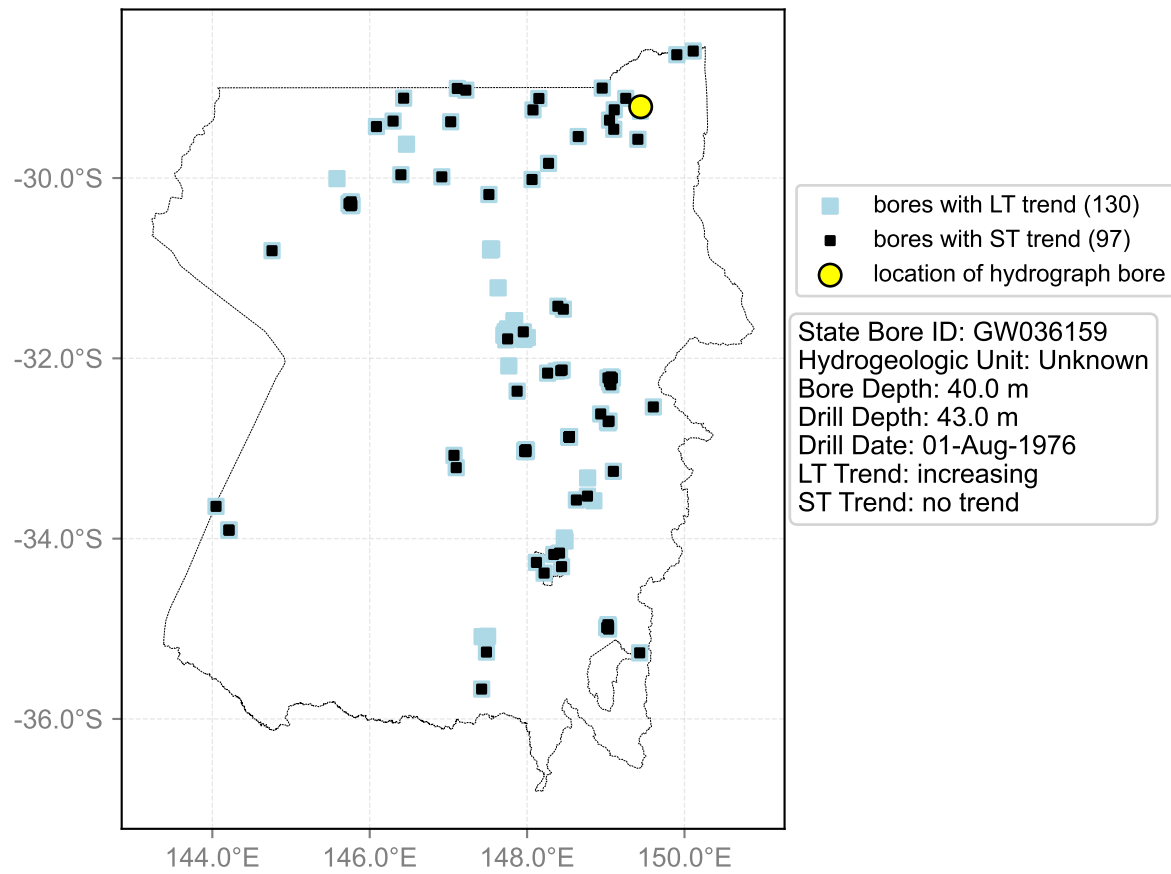 -30.0°S
-32.0°S
-34.0°S
-36.0°S
144.0°E 146.0°E 148.0°E 150.0°E
bores with LT trend (130)
bores with ST trend (97)
location of hydrograph bore
State Bore ID: GW036159
Hydrogeologic Unit: Unknown
Bore Depth: 40.0 m
Drill Depth: 43.0 m
Drill Date: 01-Aug-1976
LT Trend: increasing
ST Trend: no trend